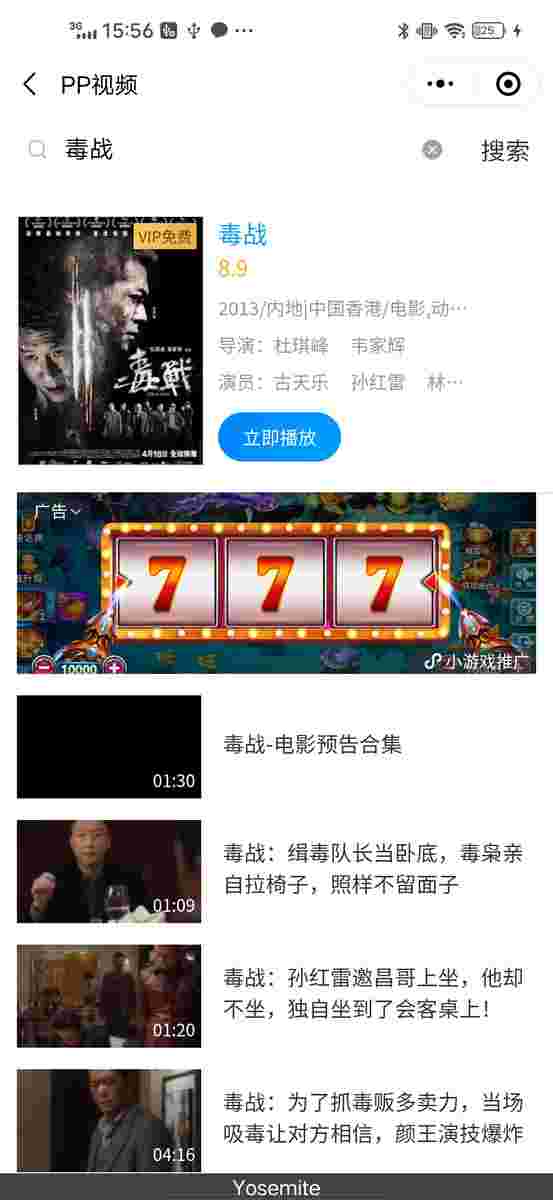 3G 15:56 ···
25
PP视频
毒战 搜索
VIP免费
毒戰
4月
毒战
8.9
2013/内地|中国香港/电影,动···
导演：杜琪峰 韦家辉
演员：古天乐 孙红雷 林···
立即播放
广告
7 7 7
10000
小游戏推广
毒战-电影预告合集
01:30
毒战：缉毒队长当卧底，毒枭亲
自拉椅子，照样不留面子
01:09
毒战：孙红雷邀昌哥上坐，他却
不坐，独自坐到了会客桌上！
01:20
毒战：为了抓毒贩多卖力，当场
吸毒让对方相信，颜王演技爆炸
04:16
Yosemite